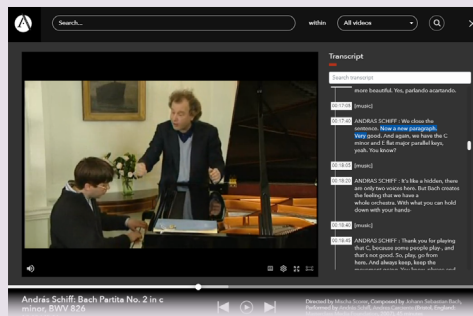 Search...
within
All videos
Transcript
Search transcript
more beautiful. Yes, parlando acartando.
00:17:09 [music]
00:17:40 ANDRAS SCHIFF : We close the
sentence. Now a new paragraph.
Very good. And again, we have the C
minor and E flat major parallel keys,
yeah. You know?
00:18:03 [music]
00:18:20 ANDRAS SCHIFF : It's like a hidden, there
are only two voices here. But Bach creates
the feeling that we have a
whole orchestra. With what you can hold
down with your hands-
00:18:40 [music]
00:18:45 ANDRAS SCHIFF : Thank you for playing
that C, because some people play-, and
that's not good. So, play, go from
here. And always keep, keep the
András Schiff: Bach Partita No. 2 in c
minor, BWV 826
Directed by Mischa Scorer, Composed by Johann Sebastian Bach,
Performed by András Schiff,